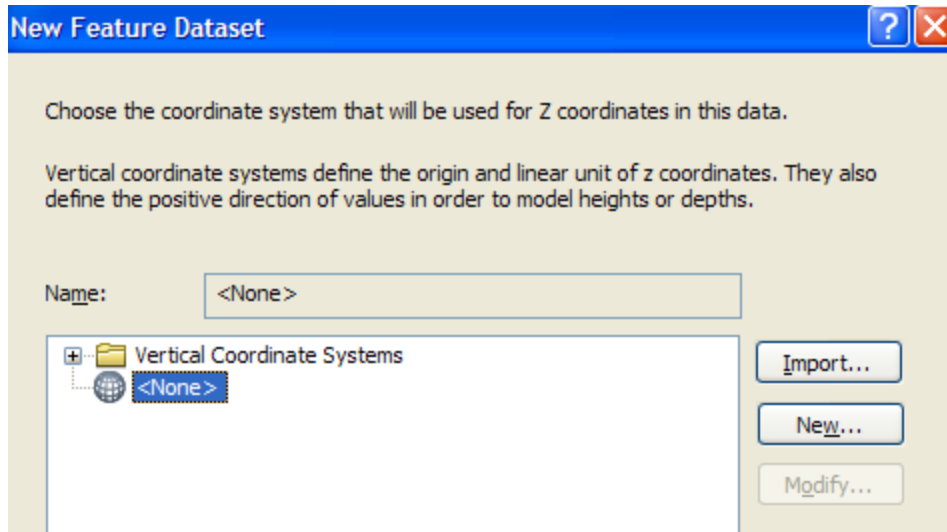 New Feature Dataset
Choose the coordinate system that will be used for Z coordinates in this data.
Vertical coordinate systems define the origin and linear unit of z coordinates. They also
define the positive direction of values in order to model heights or depths.
Name: <None>
Vertical Coordinate Systems
<None>
Import...
New...
Modify...